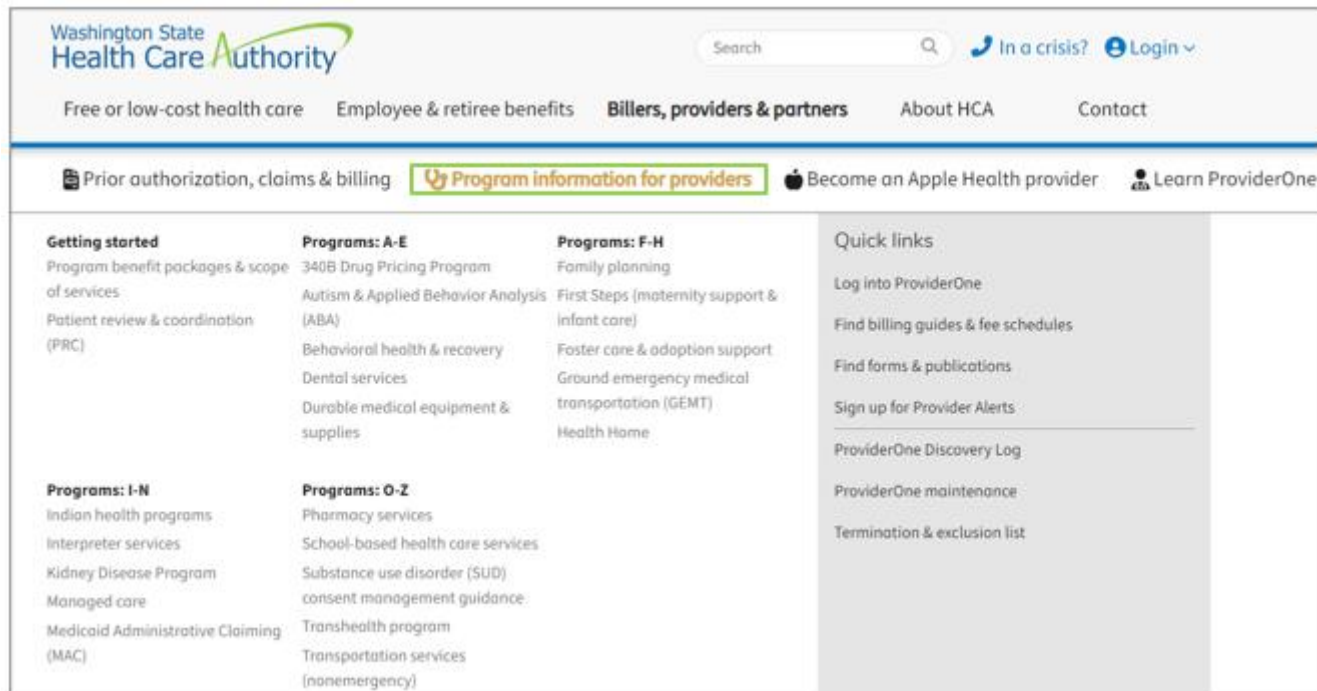 Washington State
Health Care Authority
Search
In a crisis?
Login
Free or low-cost health care
Employee & retiree benefits
Billers, providers & partners
About HCA
Contact
Prior authorization, claims & billing
Program information for providers
Become an Apple Health provider
Learn ProviderOne
Getting started
Program benefit packages & scope
of services
Patient review & coordination
(PRC)
Programs: A-E
340B Drug Pricing Program
Autism & Applied Behavior Analysis
(ABA)
Behavioral health & recovery
Dental services
Durable medical equipment &
supplies
Programs: F-H
Family planning
First Steps (maternity support &
infant care)
Foster care & adoption support
Ground emergency medical
transportation (GEMT)
Health Home
Programs: I-N
Indian health programs
Interpreter services
Kidney Disease Program
Managed care
Medicaid Administrative Claiming
(MAC)
Programs: O-Z
Pharmacy services
School-based health care services
Substance use disorder (SUD)
consent management guidance
Transhealth program
Transportation services
(nonemergency)
Quick links
Log into ProviderOne
Find billing guides & fee schedules
Find forms & publications
Sign up for Provider Alerts
ProviderOne Discovery Log
ProviderOne maintenance
Termination & exclusion list